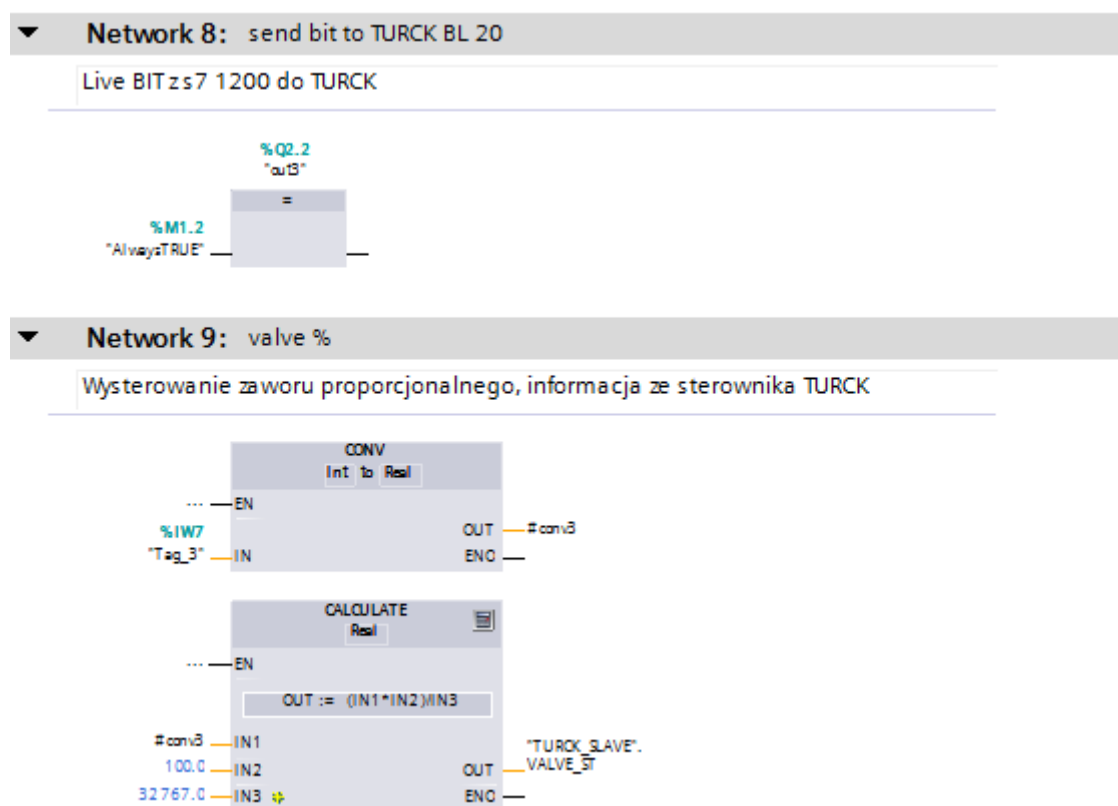 Network 8: send bit to TURCK BL 20
Live BIT z s7 1200 do TURCK
%Q2.2
"out3"
=
%M1.2
"AlwaysTRUE"
Network 9: valve %
Wysterowanie zaworu proporcjonalnego, informacja ze sterownika TURCK
CONV
Int to Real
--- EN
%IW7
OUT #conv3
"Tag_3" IN ENO
CALCULATE
Real
--- EN
OUT := (IN1*IN2)/IN3
#conv3 IN1
"TURCK_SLAVE".
100.0 IN2 OUT VALVE_ST
32767.0 IN3 ENO